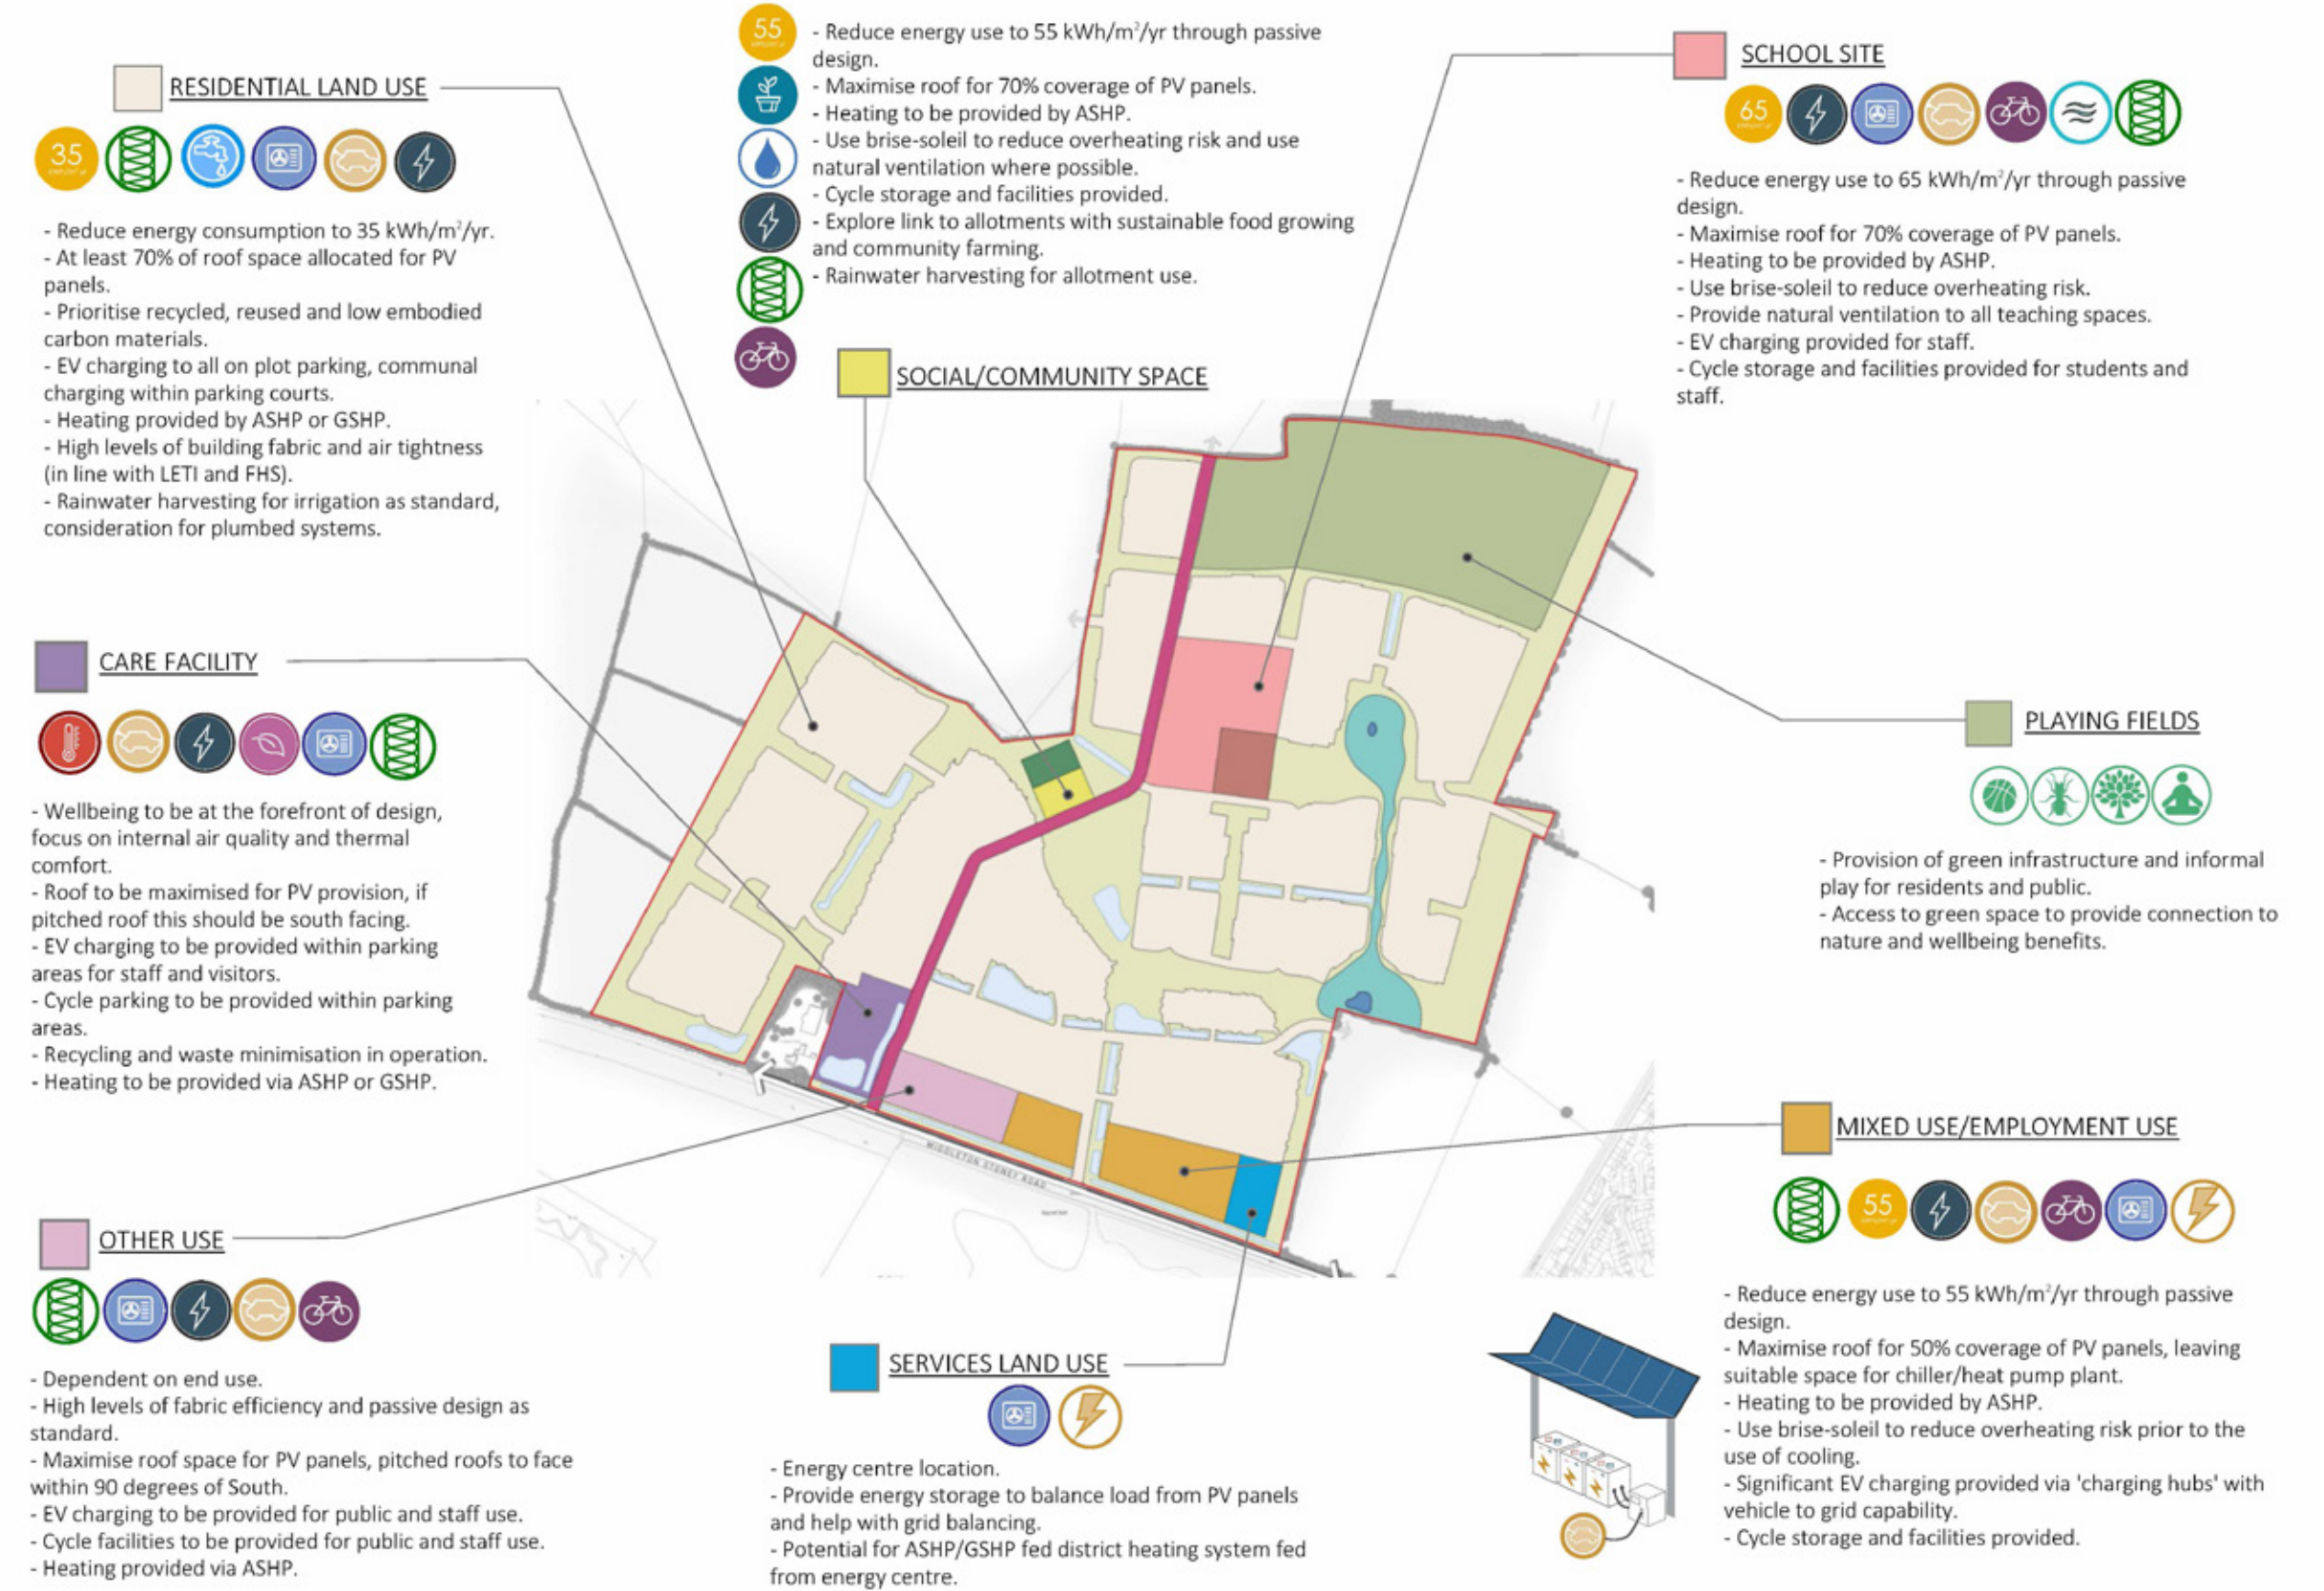 RESIDENTIAL LAND USE
35
- Reduce energy consumption to 35 kWh/m²/yr.
- At least 70% of roof space allocated for PV
panels.
- Prioritise recycled, reused and low embodied
carbon materials.
- EV charging to all on plot parking, communal
charging within parking courts.
- Heating provided by ASHP or GSHP.
- High levels of building fabric and air tightness
(in line with LETI and FHS).
- Rainwater harvesting for irrigation as standard,
consideration for plumbed systems.
55
- Reduce energy use to 55 kWh/m²/yr through passive
design.
- Maximise roof for 70% coverage of PV panels.
- Heating to be provided by ASHP.
- Use brise-soleil to reduce overheating risk and use
natural ventilation where possible.
- Cycle storage and facilities provided.
- Explore link to allotments with sustainable food growing
and community farming.
- Rainwater harvesting for allotment use.
SOCIAL/COMMUNITY SPACE
SCHOOL SITE
65
- Reduce energy use to 65 kWh/m²/yr through passive
design.
- Maximise roof for 70% coverage of PV panels.
- Heating to be provided by ASHP.
- Use brise-soleil to reduce overheating risk.
- Provide natural ventilation to all teaching spaces.
- EV charging provided for staff.
- Cycle storage and facilities provided for students and
staff.
CARE FACILITY
- Wellbeing to be at the forefront of design,
focus on internal air quality and thermal
comfort.
- Roof to be maximised for PV provision, if
pitched roof this should be south facing.
- EV charging to be provided within parking
areas for staff and visitors.
- Cycle parking to be provided within parking
areas.
- Recycling and waste minimisation in operation.
- Heating to be provided via ASHP or GSHP.
PLAYING FIELDS
- Provision of green infrastructure and informal
play for residents and public.
- Access to green space to provide connection to
nature and wellbeing benefits.
MIDDLETON STONEY ROAD
OTHER USE
- Dependent on end use.
- High levels of fabric efficiency and passive design as
standard.
- Maximise roof space for PV panels, pitched roofs to face
within 90 degrees of South.
- EV charging to be provided for public and staff use.
- Cycle facilities to be provided for public and staff use.
- Heating provided via ASHP.
SERVICES LAND USE
- Energy centre location.
- Provide energy storage to balance load from PV panels
and help with grid balancing.
- Potential for ASHP/GSHP fed district heating system fed
from energy centre.
MIXED USE/EMPLOYMENT USE
55
- Reduce energy use to 55 kWh/m²/yr through passive
design.
- Maximise roof for 50% coverage of PV panels, leaving
suitable space for chiller/heat pump plant.
- Heating to be provided by ASHP.
- Use brise-soleil to reduce overheating risk prior to the
use of cooling.
- Significant EV charging provided via 'charging hubs' with
vehicle to grid capability.
- Cycle storage and facilities provided.